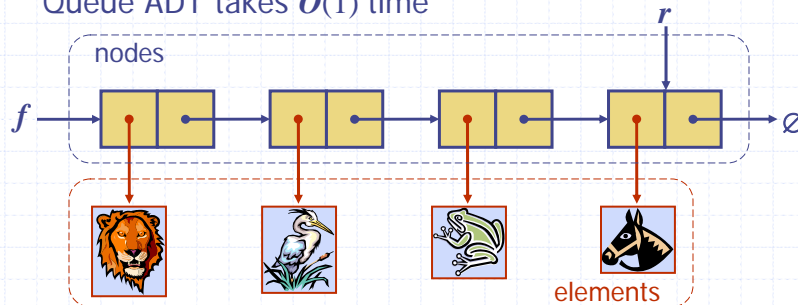 Queue ADT takes O(1) time
r
nodes
f
∅
elements